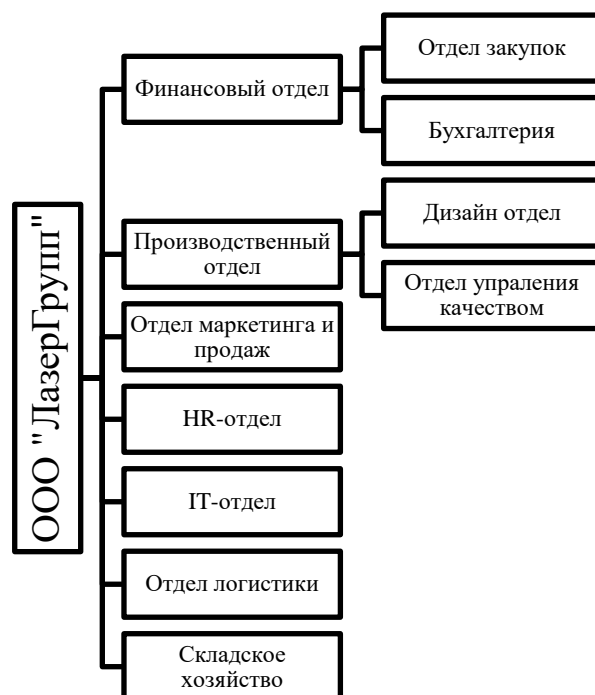 ООО "ЛазерГрупп"
Финансовый отдел
Отдел закупок
Бухгалтерия
Производственный
отдел
Дизайн отдел
Отдел упраления
качеством
Отдел маркетинга и
продаж
HR-отдел
IT-отдел
Отдел логистики
Складское
хозяйство